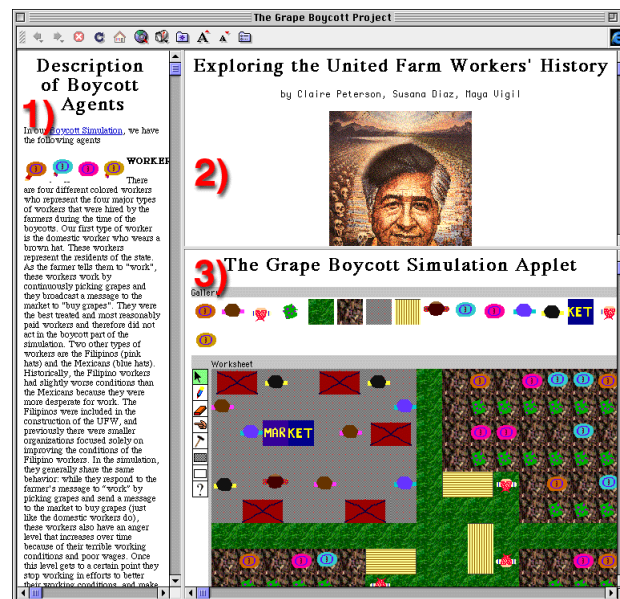 The Grape Boycott Project
Description
of Boycott
Agents
1)
In our Boycott Simulation, we have
the following agents
WORKER
There
are four different colored workers
who represent the four major types
of workers that were hired by the
farmers during the time of the
boycotts. Our first type of worker
is the domestic worker who wears a
brown hat. These workers
represent the residents of the state.
As the farmer tells them to "work",
these workers work by
continuously picking grapes and
they broadcast a message to the
market to "buy grapes". They were
the best treated and most reasonably
paid workers and therefore did not
act in the boycott part of the
simulation. Two other types of
workers are the Filipinos (pink
hats) and the Mexicans (blue hats).
Historically, the Filipino workers
had slightly worse conditions than
the Mexicans because they were
more desperate for work. The
Filipinos were included in the
construction of the UFW, and
previously there were smaller
organizations focused solely on
improving the conditions of the
Filipino workers. In the simulation,
they generally share the same
behavior: while they respond to the
farmer's message to "work" by
picking grapes and send a message
to the market to buy grapes (just
like the domestic workers do),
these workers also have an anger
level that increases over time
because of their terrible working
conditions and poor wages. Once
this level gets to a certain point they
stop working in efforts to better
their working conditions, and make
Exploring the United Farm Workers' History
by Claire Peterson, Susana Diaz, Maya Vigil
2)
3)
The Grape Boycott Simulation Applet
Gallery
KET
Worksheet
MARKET